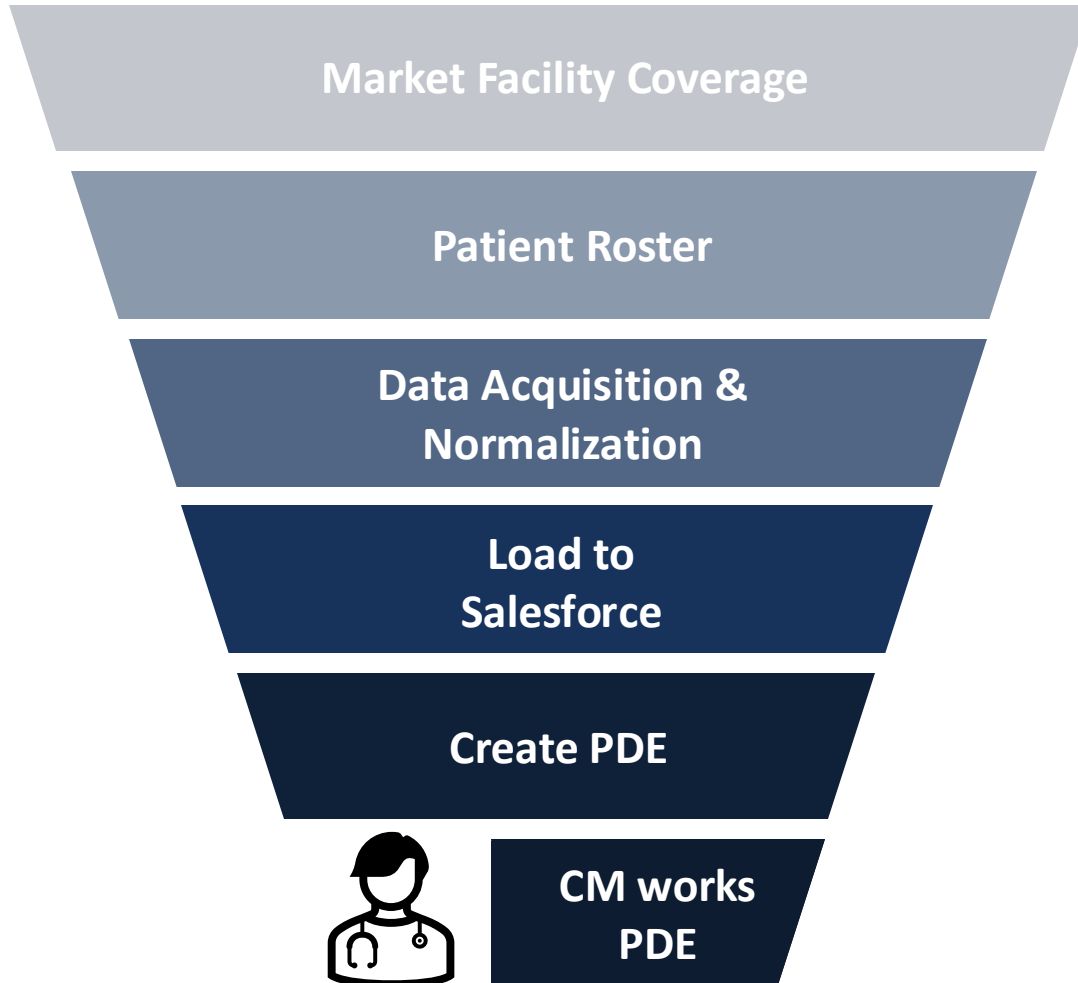 Market Facility Coverage
Patient Roster
Data Acquisition &
Normalization
Load to
Salesforce
Create PDE
CM works
PDE